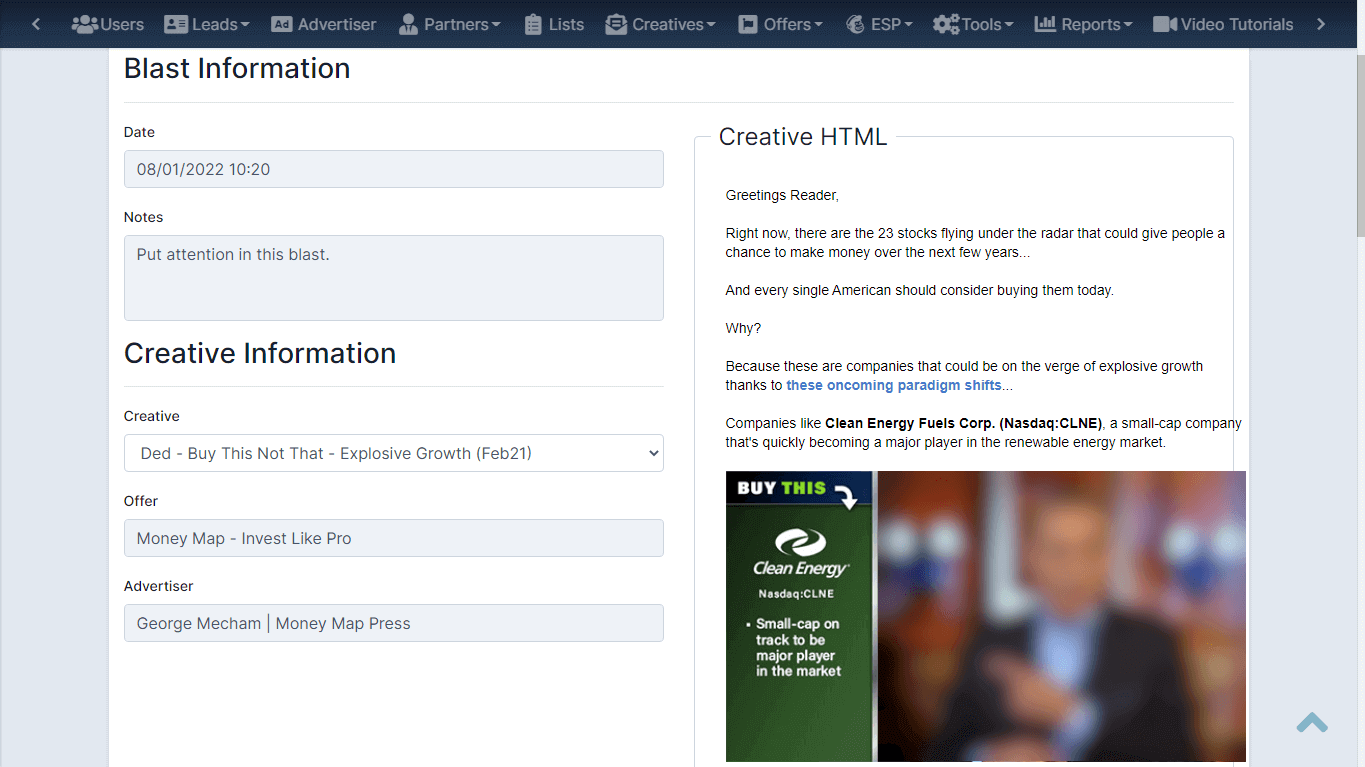 Users Leads Ad Advertiser Partners Lists Creatives Offers ESP Tools Reports Video Tutorials
Blast Information
Date
08/01/2022 10:20
Notes
Put attention in this blast.
Creative Information
Creative
Ded - Buy This Not That - Explosive Growth (Feb21)
Offer
Money Map - Invest Like Pro
Advertiser
George Mecham | Money Map Press
Creative HTML
Greetings Reader,
Right now, there are the 23 stocks flying under the radar that could give people a
chance to make money over the next few years...
And every single American should consider buying them today.
Why?
Because these are companies that could be on the verge of explosive growth
thanks to these oncoming paradigm shifts...
Companies like Clean Energy Fuels Corp. (Nasdaq:CLNE), a small-cap company
that's quickly becoming a major player in the renewable energy market.
BUY THIS
Clean Energy
Nasdaq:CLNE
• Small-cap on
track to be
major player
in the market